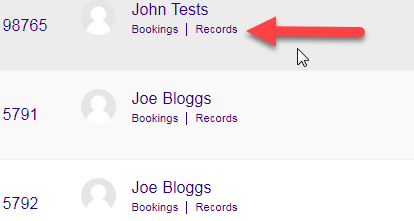 John Tests
98765
Bookings | Records
Joe Bloggs
5791
Bookings | Records
Joe Bloggs
5792
Bookings | Records